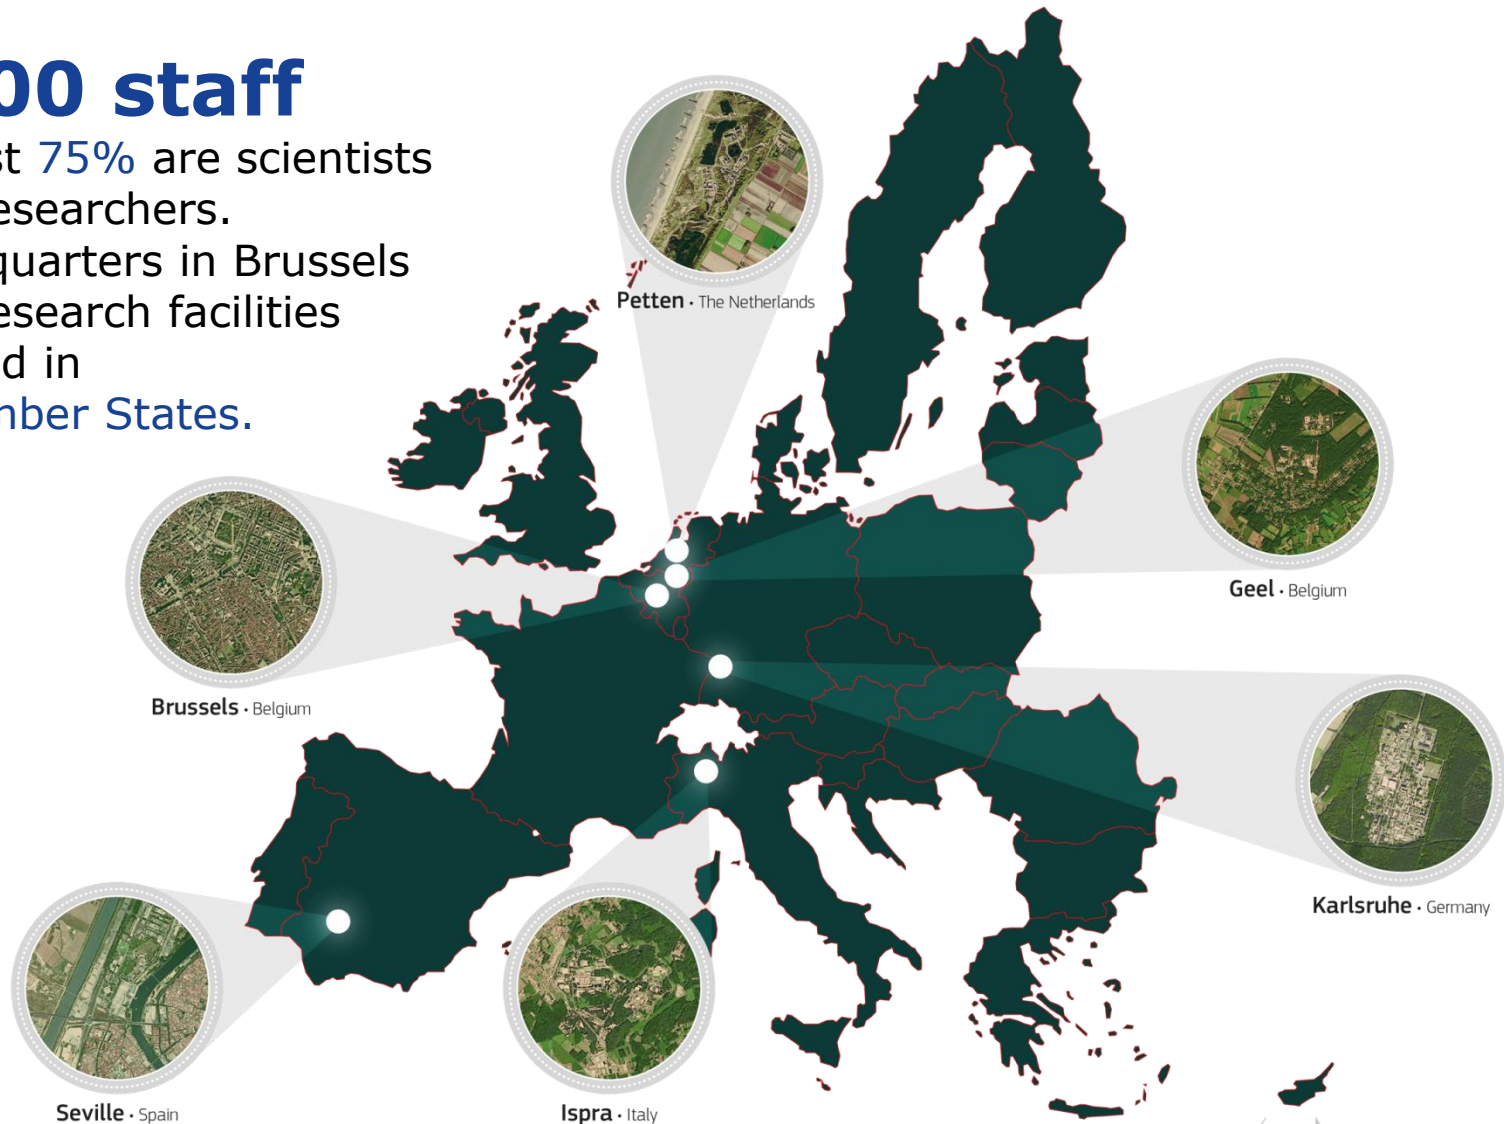 00 staff
st 75% are scientists
esearchers.
quarters in Brussels
esearch facilities
d in
nber States.
Petten · The Netherlands
Geel · Belgium
Brussels · Belgium
Karlsruhe · Germany
Seville · Spain
Ispra · Italy